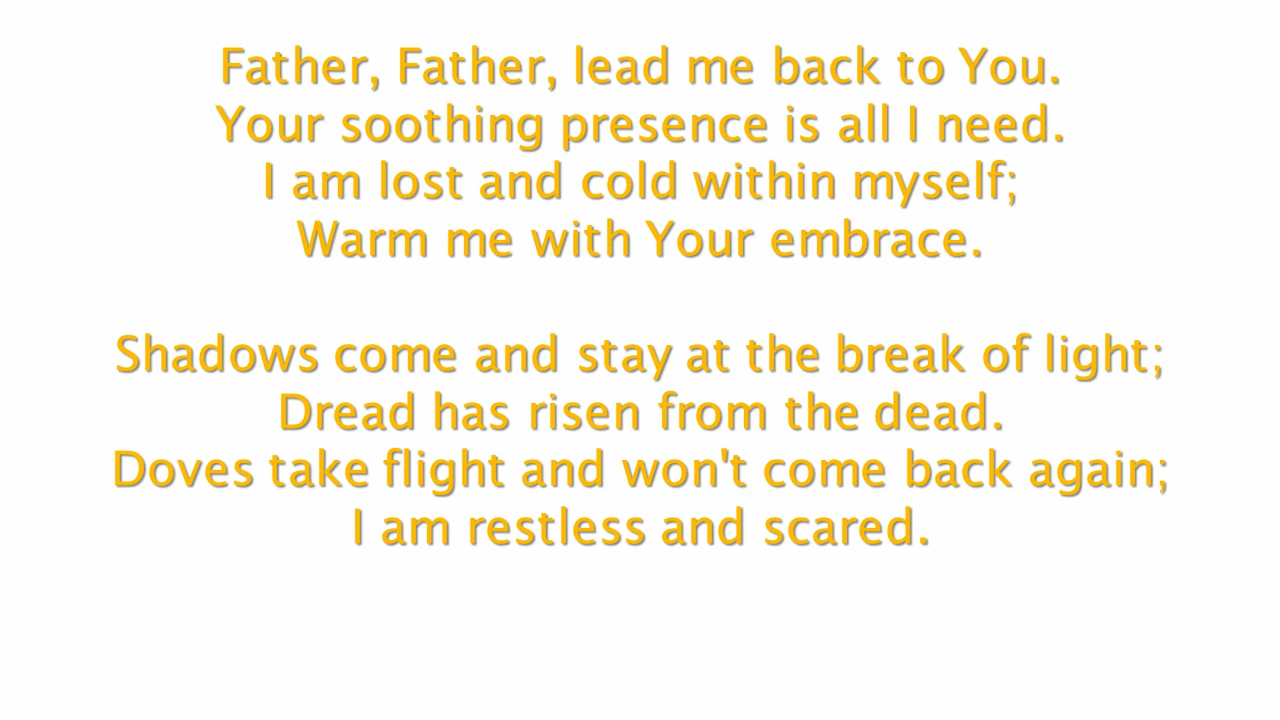 Father, Father, lead me back to You.
Your soothing presence is all I need.
I am lost and cold within myself;
Warm me with Your embrace.
Shadows come and stay at the break of light;
Dread has risen from the dead.
Doves take flight and won't come back again;
I am restless and scared.